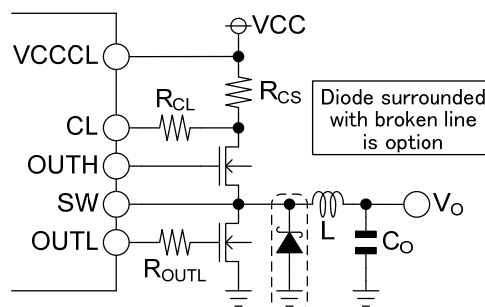 VCC
VCCCL
RCS
RCL
CL
Diode surrounded
with broken line
is option
OUTH
SW
VO
L
CO
OUTL
ROUTL